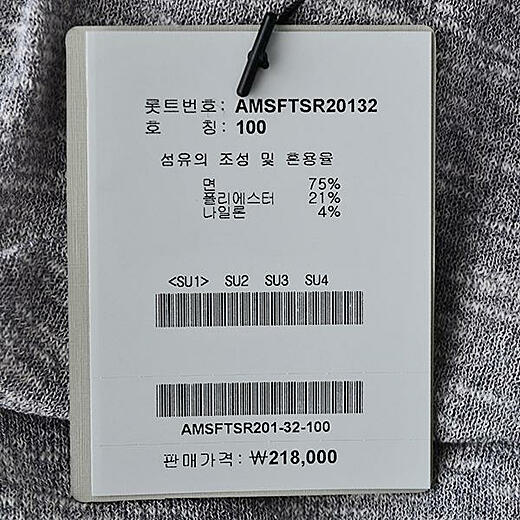 롯트번호: AMSFTSR20132
호 칭: 100
섬유의 조성 및 혼용율
면 75%
폴리에스터 21%
나일론 4%
<SU1> SU2 SU3 SU4
AMSFTSR201-32-100
판매가격: ₩218,000